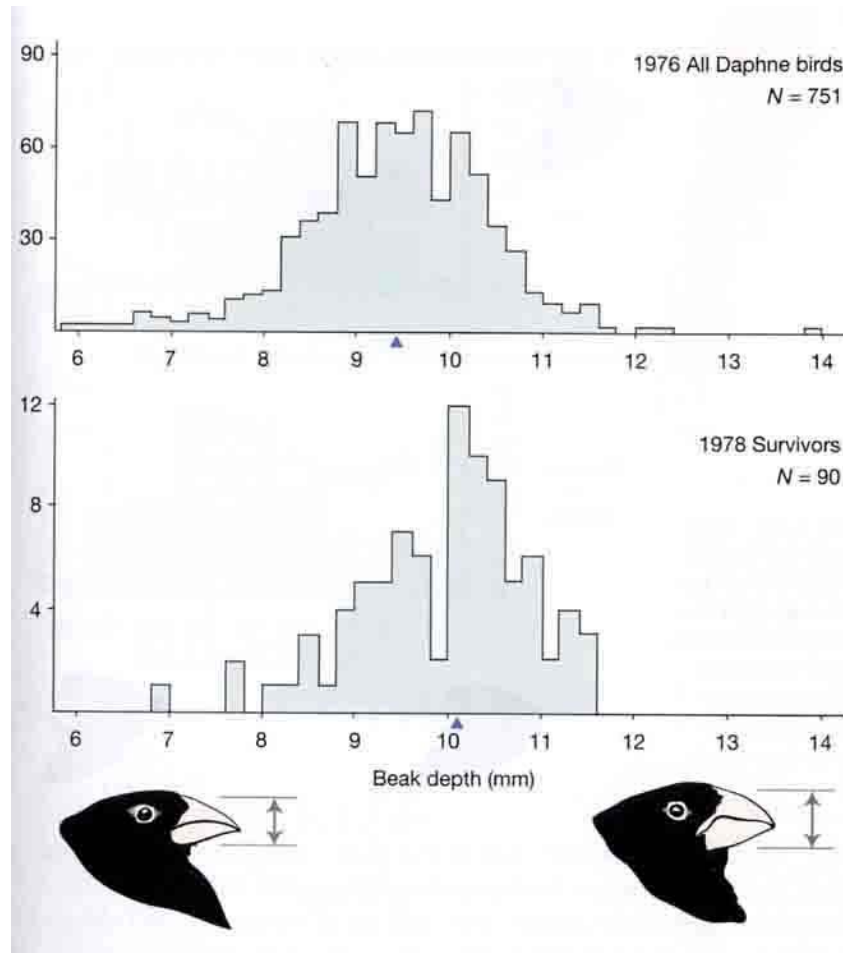 90
1976 All Daphne birds
N = 751
60
30
6 7 8 9 10 11 12 13 14
12
1978 Survivors
N = 90
8
4
6 7 8 9 10 11 12 13 14
Beak depth (mm)